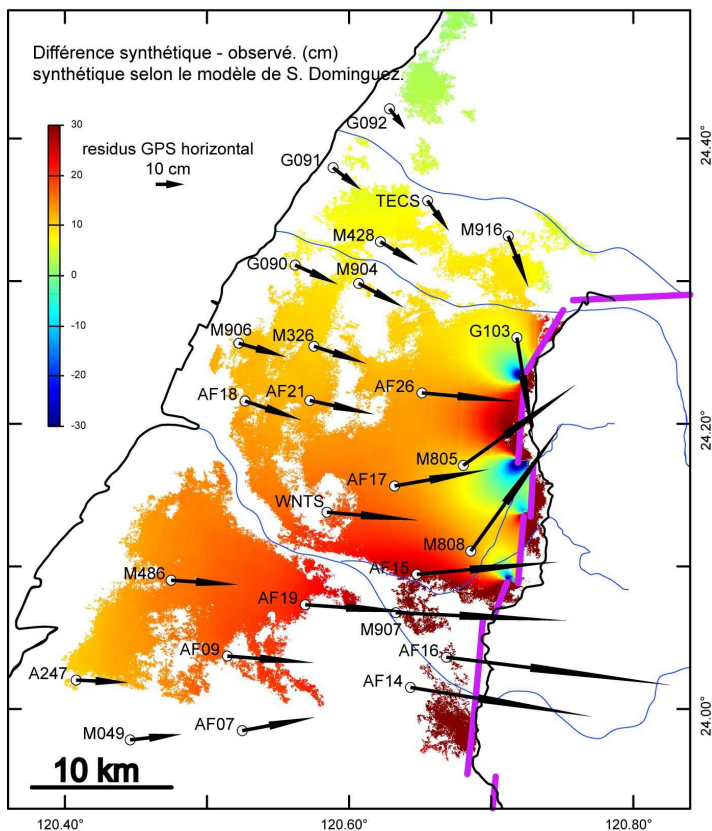 Différence synthétique - observé. (cm)
synthétique selon le modèle de S. Dominguez.
30
20
10
0
-10
-20
-30
residus GPS horizontal
10 cm
G092
G091
TECS
M428
M916
G090
M904
G103
M906
M326
AF18
AF21
AF26
M805
AF17
WNTS
M808
AF15
M486
AF19
M907
AF09
AF16
A247
AF14
M049
AF07
10 km
24.40°
24.20°
24.00°
120.40°
120.60°
120.80°